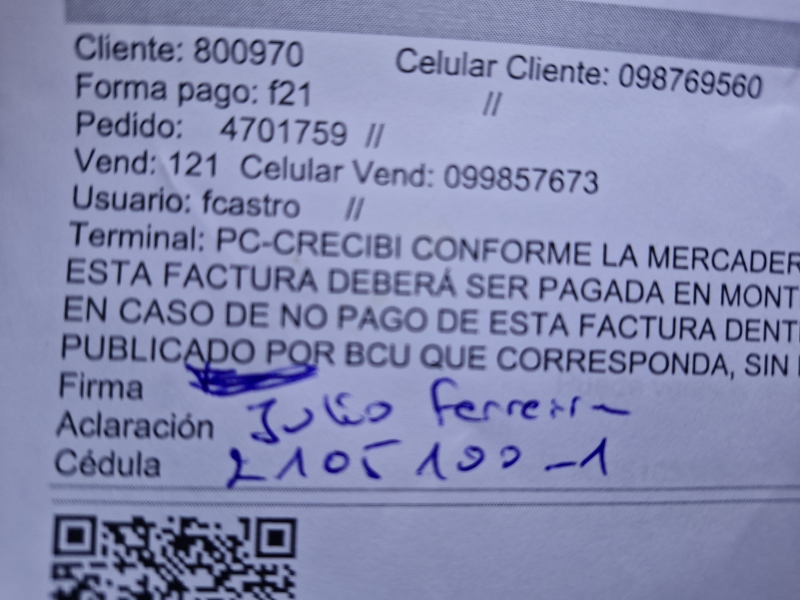 Cliente: 800970 Celular Cliente: 098769560
Forma pago: f21 //
Pedido: 4701759 //
Vend: 121 Celular Vend: 099857673
Usuario: fcastro //
Terminal: PC-CRECIBI CONFORME LA MERCADER
ESTA FACTURA DEBERÁ SER PAGADA EN MONT
EN CASO DE NO PAGO DE ESTA FACTURA DENT
PUBLICADO POR BCU QUE CORRESPONDA, SIN
Firma
Aclaración Julio Ferreira
Cédula 2105100-1